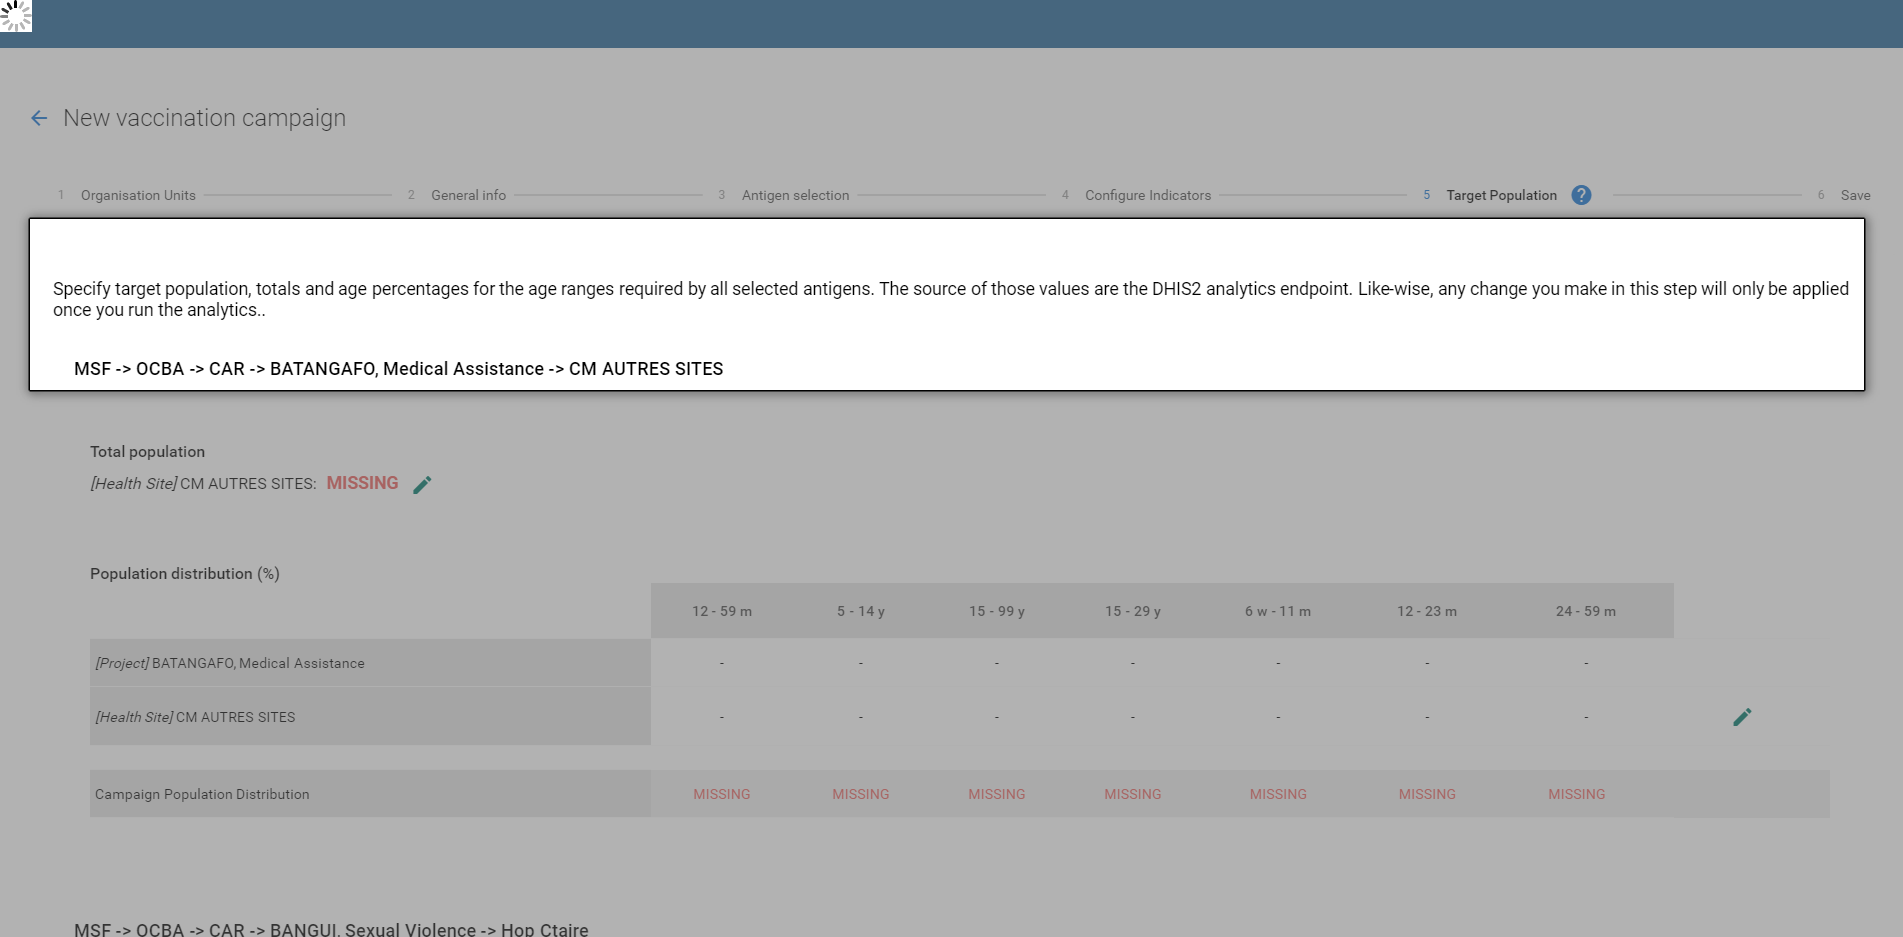 New vaccination campaign
1 Organisation Units 2 General info 3 Antigen selection 4 Configure Indicators 5 Target Population ? 6 Save
Specify target population, totals and age percentages for the age ranges required by all selected antigens. The source of those values are the DHIS2 analytics endpoint. Like-wise, any change you make in this step will only be applied
once you run the analytics..
MSF -> OCBA -> CAR -> BATANGAFO, Medical Assistance -> CM AUTRES SITES
Total population
[Health Site] CM AUTRES SITES: MISSING
Population distribution (%)
12 - 59 m 5 - 14 y 15 - 99 y 15 - 29 y 6 w - 11 m 12 - 23 m 24 - 59 m
[Project] BATANGAFO, Medical Assistance - - - - - - -
[Health Site] CM AUTRES SITES - - - - - - -
Campaign Population Distribution MISSING MISSING MISSING MISSING MISSING MISSING MISSING
MSF -> OCBA -> CAR -> BANGUI, Sexual Violence -> Hop Ctaire